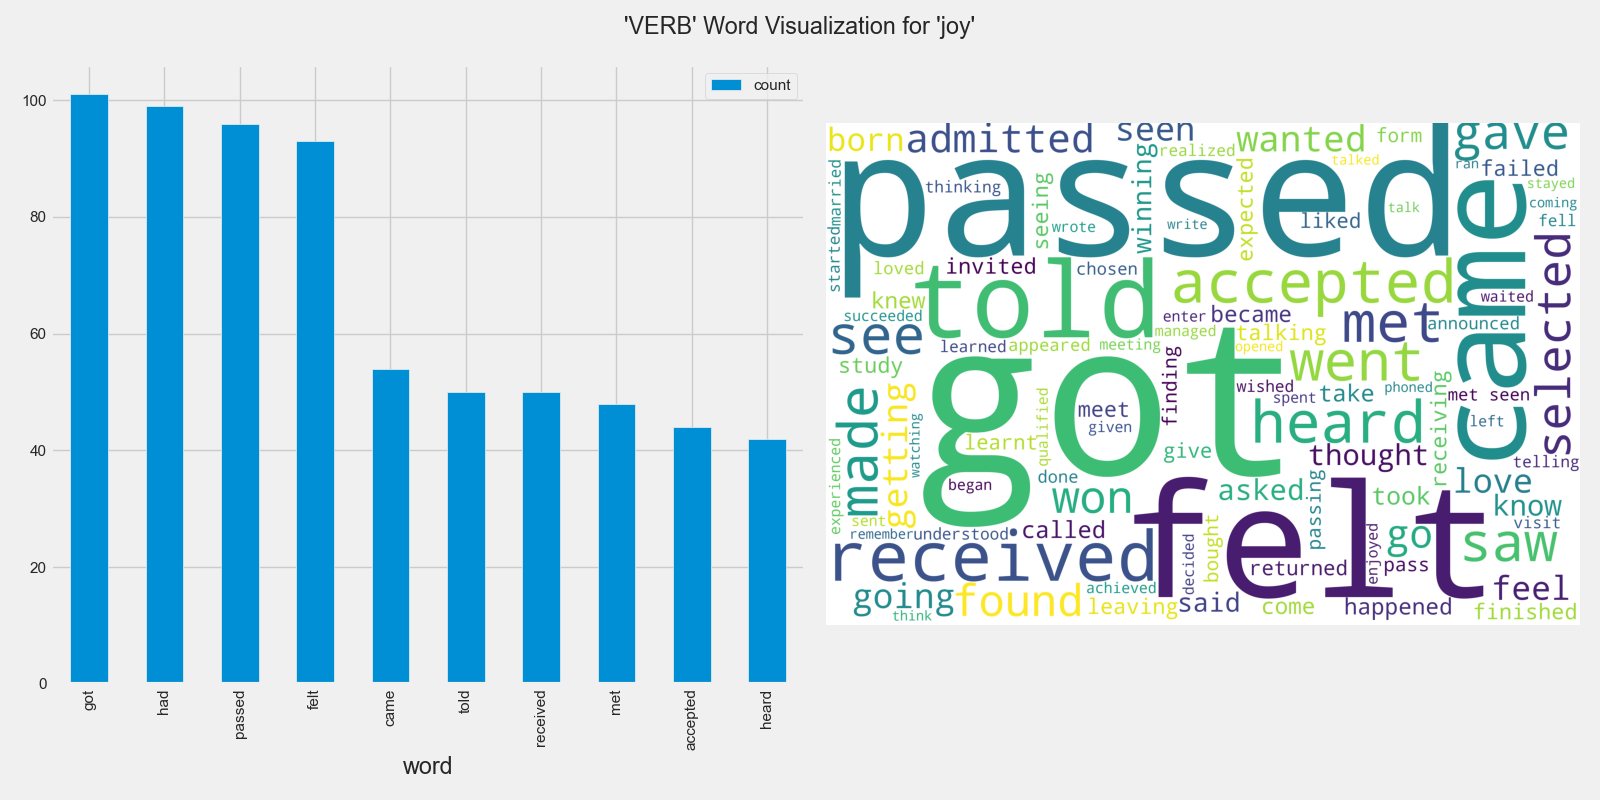 'VERB' Word Visualization for 'joy'
count
100
80
60
40
20
0
got
had
passed
felt
came
told
received
met
accepted
heard
word
born
admitted
seen
wanted
form
gave
realized
talked
ran
failed
passed
thinking
seeing
winning
expected
liked
talk
stayed
coming
fell
wrote
write
married
started
loved
invited
chosen
accepted
came
selected
knew
told
waited
succeeded
enter
became
met
announced
see
managed
talking
learned
appeared
meeting
opened
went
study
got
finding
wished
spent
take
phoned
met seen
made
getting
watching
meet
given
qualified
learnt
heard
receiving
left
give
thought
telling
experienced
began
done
won
asked
passing
took
love
know
visit
sent
remember
understood
called
felt
go
saw
received
decided
bought
returned
enjoyed
pass
feel
going
found
achieved
leaving
said
come
happened
finished
think